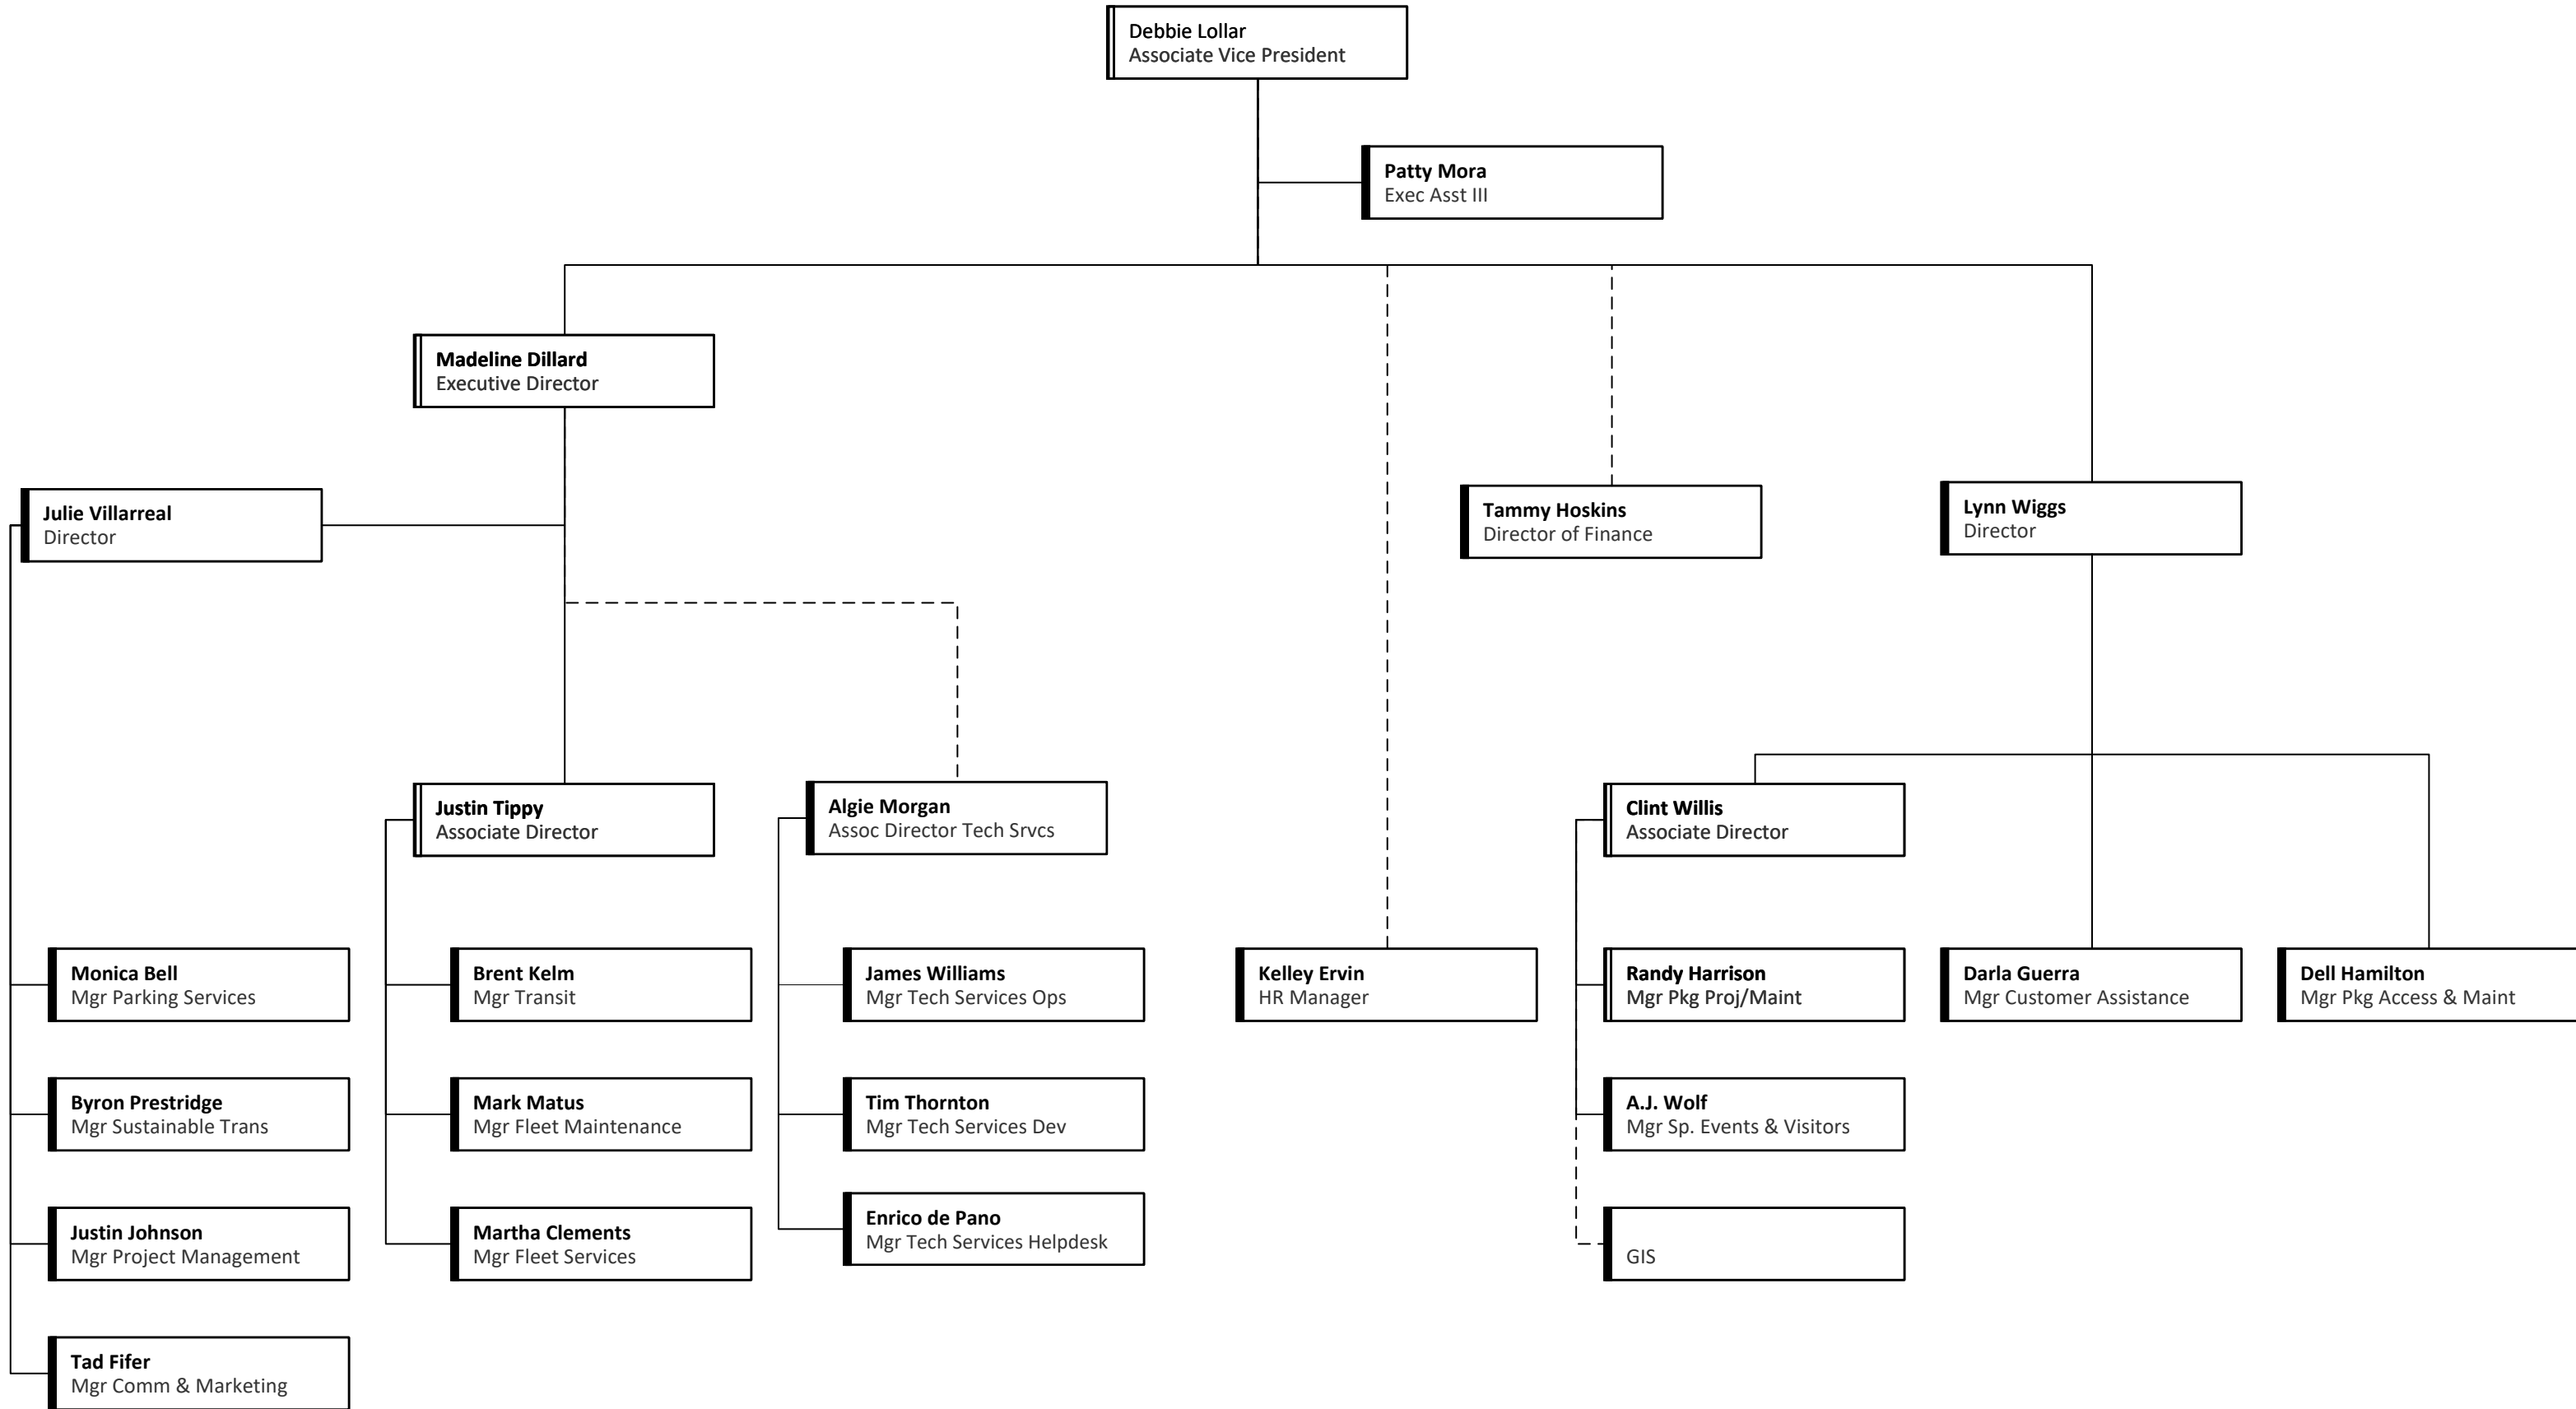 Debbie Lollar
Associate Vice President
Patty Mora
Exec Asst III
Madeline Dillard
Executive Director
Julie Villarreal
Director
Tammy Hoskins
Director of Finance
Lynn Wiggs
Director
Justin Tippy
Associate Director
Algie Morgan
Assoc Director Tech Srvcs
Clint Willis
Associate Director
Monica Bell
Mgr Parking Services
Brent Kelm
Mgr Transit
James Williams
Mgr Tech Services Ops
Kelley Ervin
HR Manager
Randy Harrison
Mgr Pkg Proj/Maint
Darla Guerra
Mgr Customer Assistance
Dell Hamilton
Mgr Pkg Access & Maint
Byron Prestridge
Mgr Sustainable Trans
Mark Matus
Mgr Fleet Maintenance
Tim Thornton
Mgr Tech Services Dev
A.J. Wolf
Mgr Sp. Events & Visitors
Justin Johnson
Mgr Project Management
Martha Clements
Mgr Fleet Services
Enrico de Pano
Mgr Tech Services Helpdesk
GIS
Tad Fifer
Mgr Comm & Marketing